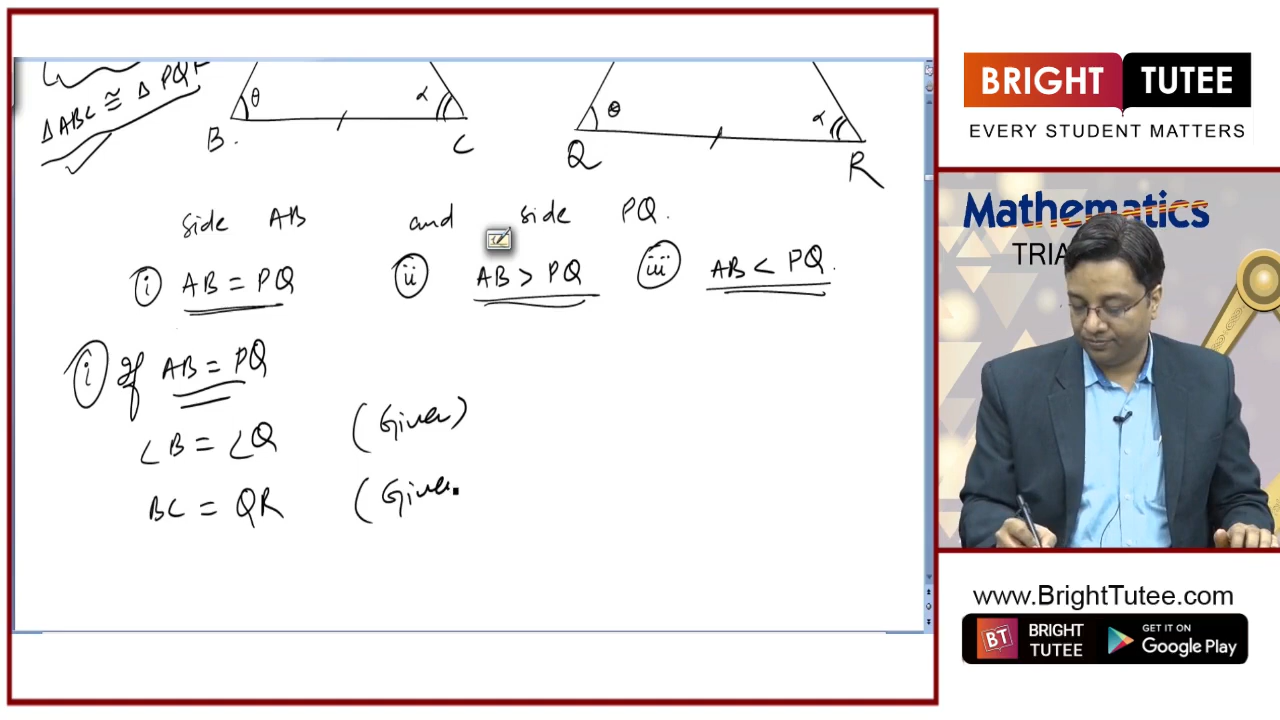 ΔABC ≅ ΔPQR
θ α
θ α
B. C
Q R
side AB and side PQ.
i AB = PQ ii AB > PQ iii AB < PQ.
i If AB = PQ
∠B = ∠Q (Given)
BC = QR (Given
BRIGHT TUTEE
EVERY STUDENT MATTERS
Mathematics
TRIA
www.BrightTutee.com
BT BRIGHT TUTEE
GET IT ON
Google Play